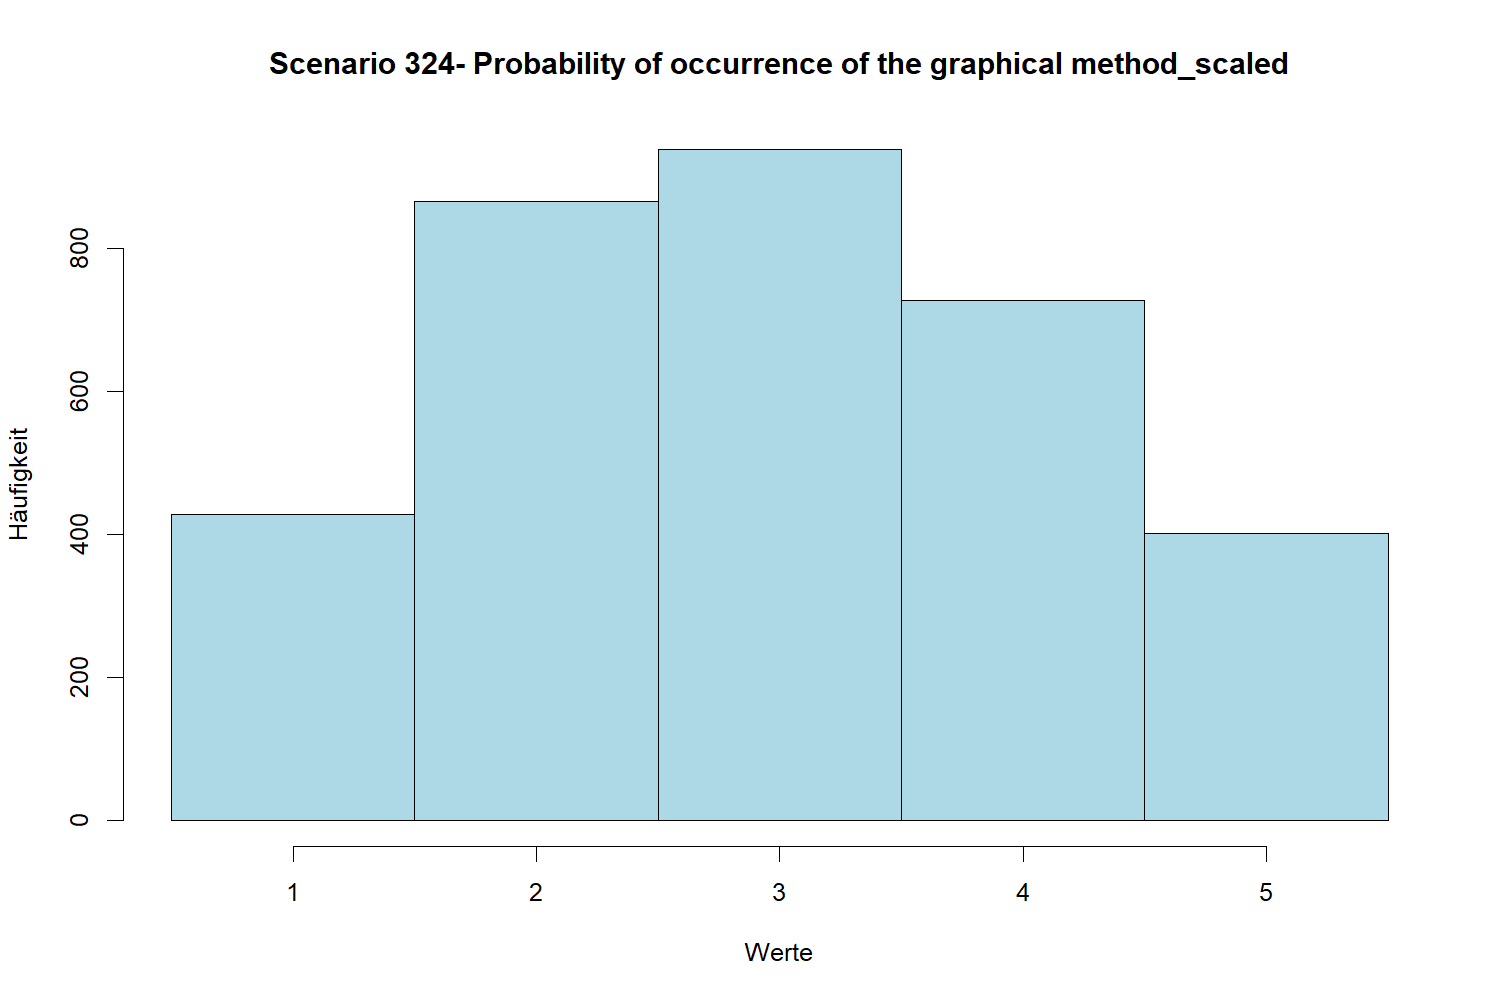 Scenario 324- Probability of occurrence of the graphical method_scaled
Häufigkeit
800
600
400
200
0
1 2 3 4 5
Werte